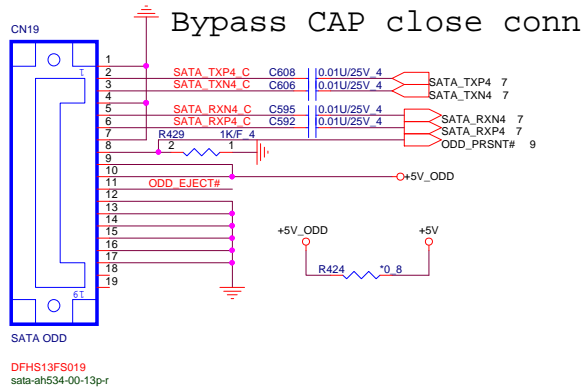 Bypass CAP close conn
CN19
1
1
2 SATA_TXP4_C C608 0.01U/25V_4 SATA_TXP4 7
3 SATA_TXN4_C C606 0.01U/25V_4 SATA_TXN4 7
4
5 SATA_RXN4_C C595 0.01U/25V_4 SATA_RXN4 7
6 SATA_RXP4_C C592 0.01U/25V_4 SATA_RXP4 7
7 R429 1K/F_4 ODD_PRSNT# 9
8 2 1
9
10 +5V_ODD
11 ODD_EJECT#
12
13
14 +5V_ODD +5V
15
16
17 R424 *0_8
18
19
19
SATA ODD
DFHS13FS019
sata-ah534-00-13p-r